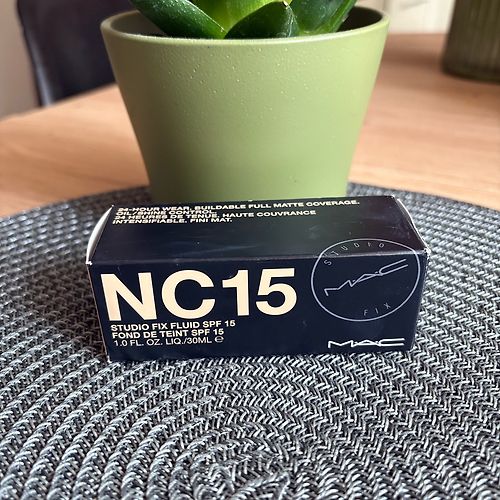 24-HOUR WEAR. BUILDABLE FULL MATTE COVERAGE.
OIL/SHINE CONTROL.
24 HEURES DE TENUE. HAUTE COUVRANCE
INTENSIFIABLE. FINI MAT.
NC15
STUDIO FIX FLUID SPF 15
FOND DE TEINT SPF 15
1.0 FL. OZ. LIQ./30ML ℮
STUDIO
MAC
FIX
MAC